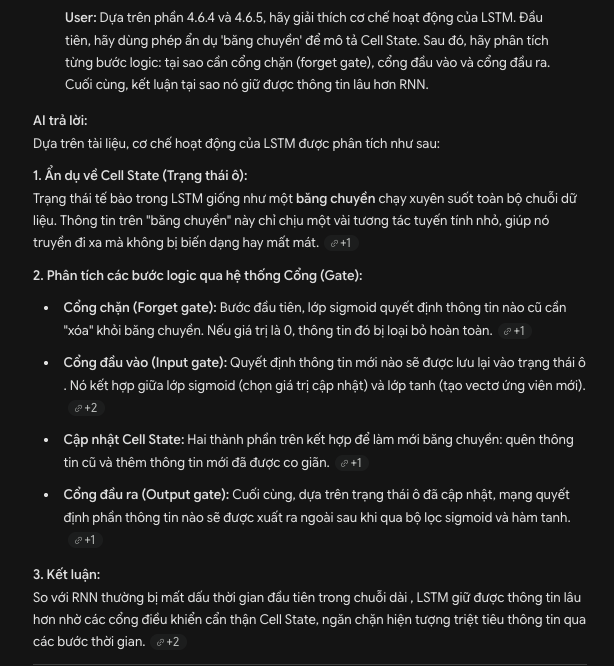 User: Dựa trên phần 4.6.4 và 4.6.5, hãy giải thích cơ chế hoạt động của LSTM. Đầu
tiên, hãy dùng phép ẩn dụ 'băng chuyền' để mô tả Cell State. Sau đó, hãy phân tích
từng bước logic: tại sao cần cổng chặn (forget gate), cổng đầu vào và cổng đầu ra.
Cuối cùng, kết luận tại sao nó giữ được thông tin lâu hơn RNN.
AI trả lời:
Dựa trên tài liệu, cơ chế hoạt động của LSTM được phân tích như sau:
1. Ẩn dụ về Cell State (Trạng thái ô):
Trạng thái tế bào trong LSTM giống như một băng chuyền chạy xuyên suốt toàn bộ chuỗi dữ
liệu. Thông tin trên "băng chuyền" này chỉ chịu một vài tương tác tuyến tính nhỏ, giúp nó
truyền đi xa mà không bị biến dạng hay mất mát. +1
2. Phân tích các bước logic qua hệ thống Cổng (Gate):
• Cổng chặn (Forget gate): Bước đầu tiên, lớp sigmoid quyết định thông tin nào cũ cần
"xóa" khỏi băng chuyền. Nếu giá trị là 0, thông tin đó bị loại bỏ hoàn toàn. +1
• Cổng đầu vào (Input gate): Quyết định thông tin mới nào sẽ được lưu lại vào trạng thái ô
. Nó kết hợp giữa lớp sigmoid (chọn giá trị cập nhật) và lớp tanh (tạo vectơ ứng viên mới).
+2
• Cập nhật Cell State: Hai thành phần trên kết hợp để làm mới băng chuyền: quên thông
tin cũ và thêm thông tin mới đã được co giãn. +1
• Cổng đầu ra (Output gate): Cuối cùng, dựa trên trạng thái ô đã cập nhật, mạng quyết
định phần thông tin nào sẽ được xuất ra ngoài sau khi qua bộ lọc sigmoid và hàm tanh.
+1
3. Kết luận:
So với RNN thường bị mất dấu thời gian đầu tiên trong chuỗi dài , LSTM giữ được thông tin lâu
hơn nhờ các cổng điều khiển cẩn thận Cell State, ngăn chặn hiện tượng triệt tiêu thông tin qua
các bước thời gian. +2